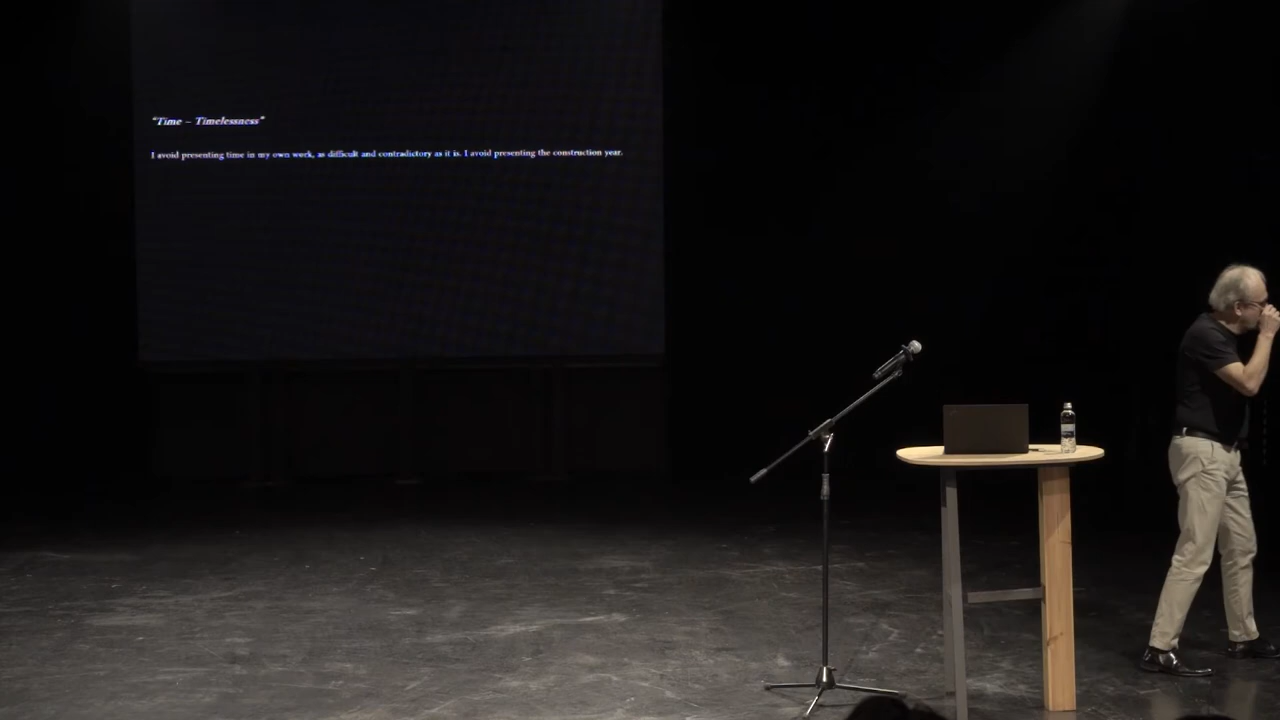 "Time – Timelessness"
I avoid presenting time in my own work, as difficult and contradictory as it is. I avoid presenting the construction year.